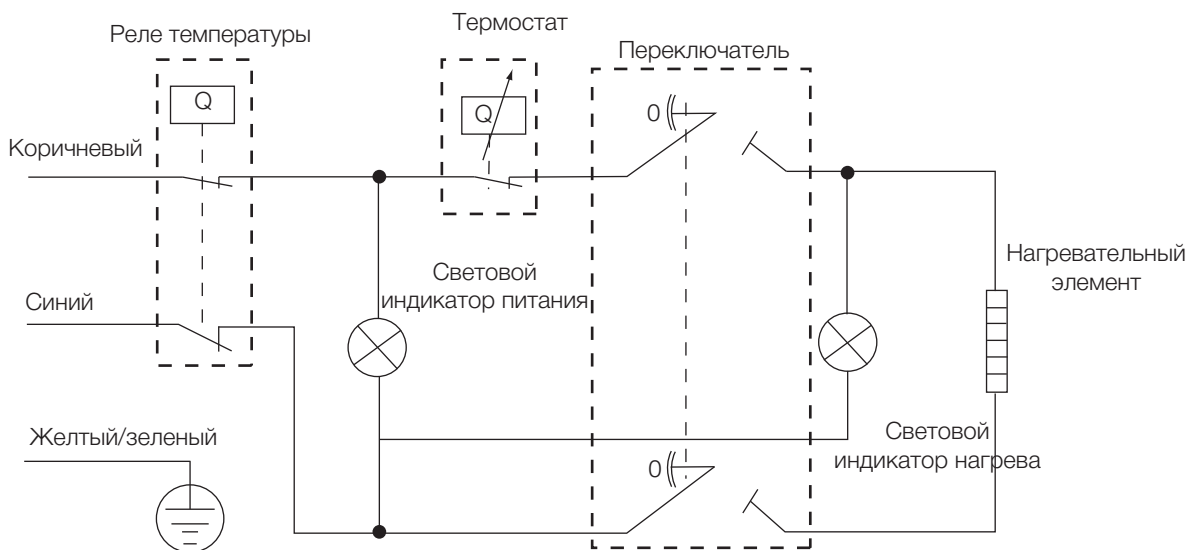 Реле температуры
Термостат
Переключатель
Q
Q
0
Коричневый
Световой
индикатор питания
Нагревательный
элемент
Синий
Желтый/зеленый
0
Световой
индикатор нагрева